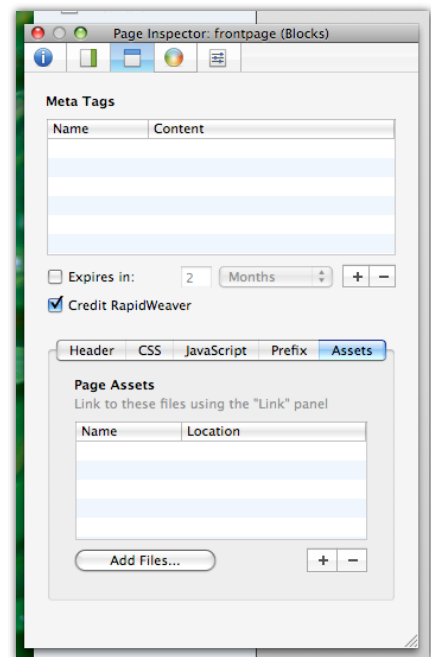 Page Inspector: frontpage (Blocks)
Meta Tags
Name Content
Expires in: 2 Months
Credit RapidWeaver
Header CSS JavaScript Prefix Assets
Page Assets
Link to these files using the "Link" panel
Name Location
Add Files... + −